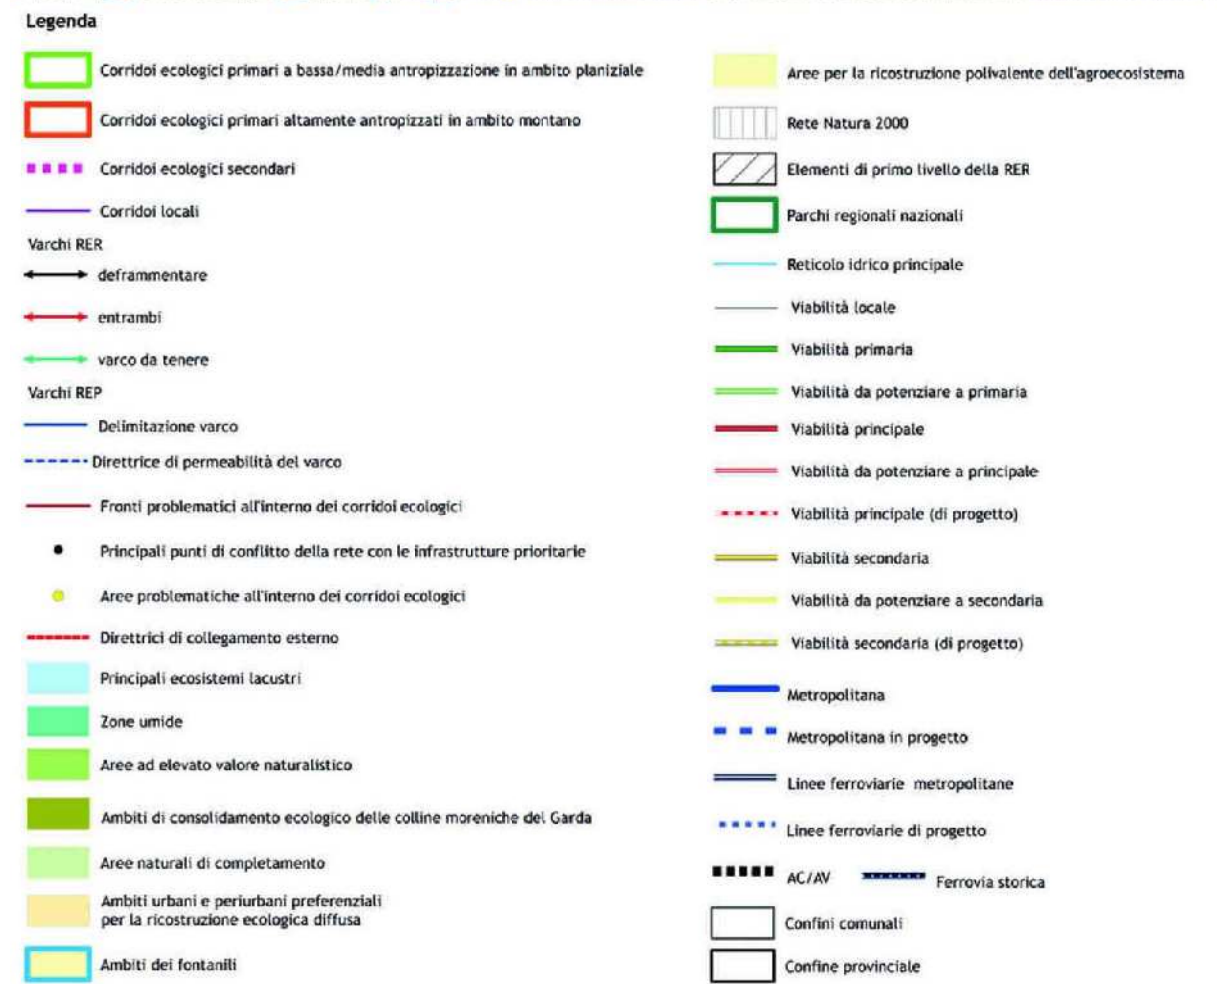 Legenda
Corridoi ecologici primari a bassa/media antropizzazione in ambito planiziale
Corridoi ecologici primari altamente antropizzati in ambito montano
Corridoi ecologici secondari
Corridoi locali
Varchi RER
deframmentare
entrambi
varco da tenere
Varchi REP
Delimitazione varco
Direttrice di permeabilità del varco
Fronti problematici all'interno dei corridoi ecologici
Principali punti di conflitto della rete con le infrastrutture prioritarie
Aree problematiche all'interno dei corridoi ecologici
Direttrici di collegamento esterno
Principali ecosistemi lacustri
Zone umide
Aree ad elevato valore naturalistico
Ambiti di consolidamento ecologico delle colline moreniche del Garda
Aree naturali di completamento
Ambiti urbani e periurbani preferenziali
per la ricostruzione ecologica diffusa
Ambiti dei fontanili
Aree per la ricostruzione polivalente dell'agroecosistema
Rete Natura 2000
Elementi di primo livello della RER
Parchi regionali nazionali
Reticolo idrico principale
Viabilità locale
Viabilità primaria
Viabilità da potenziare a primaria
Viabilità principale
Viabilità da potenziare a principale
Viabilità principale (di progetto)
Viabilità secondaria
Viabilità da potenziare a secondaria
Viabilità secondaria (di progetto)
Metropolitana
Metropolitana in progetto
Linee ferroviarie metropolitane
Linee ferroviarie di progetto
AC/AV Ferrovia storica
Confini comunali
Confine provinciale